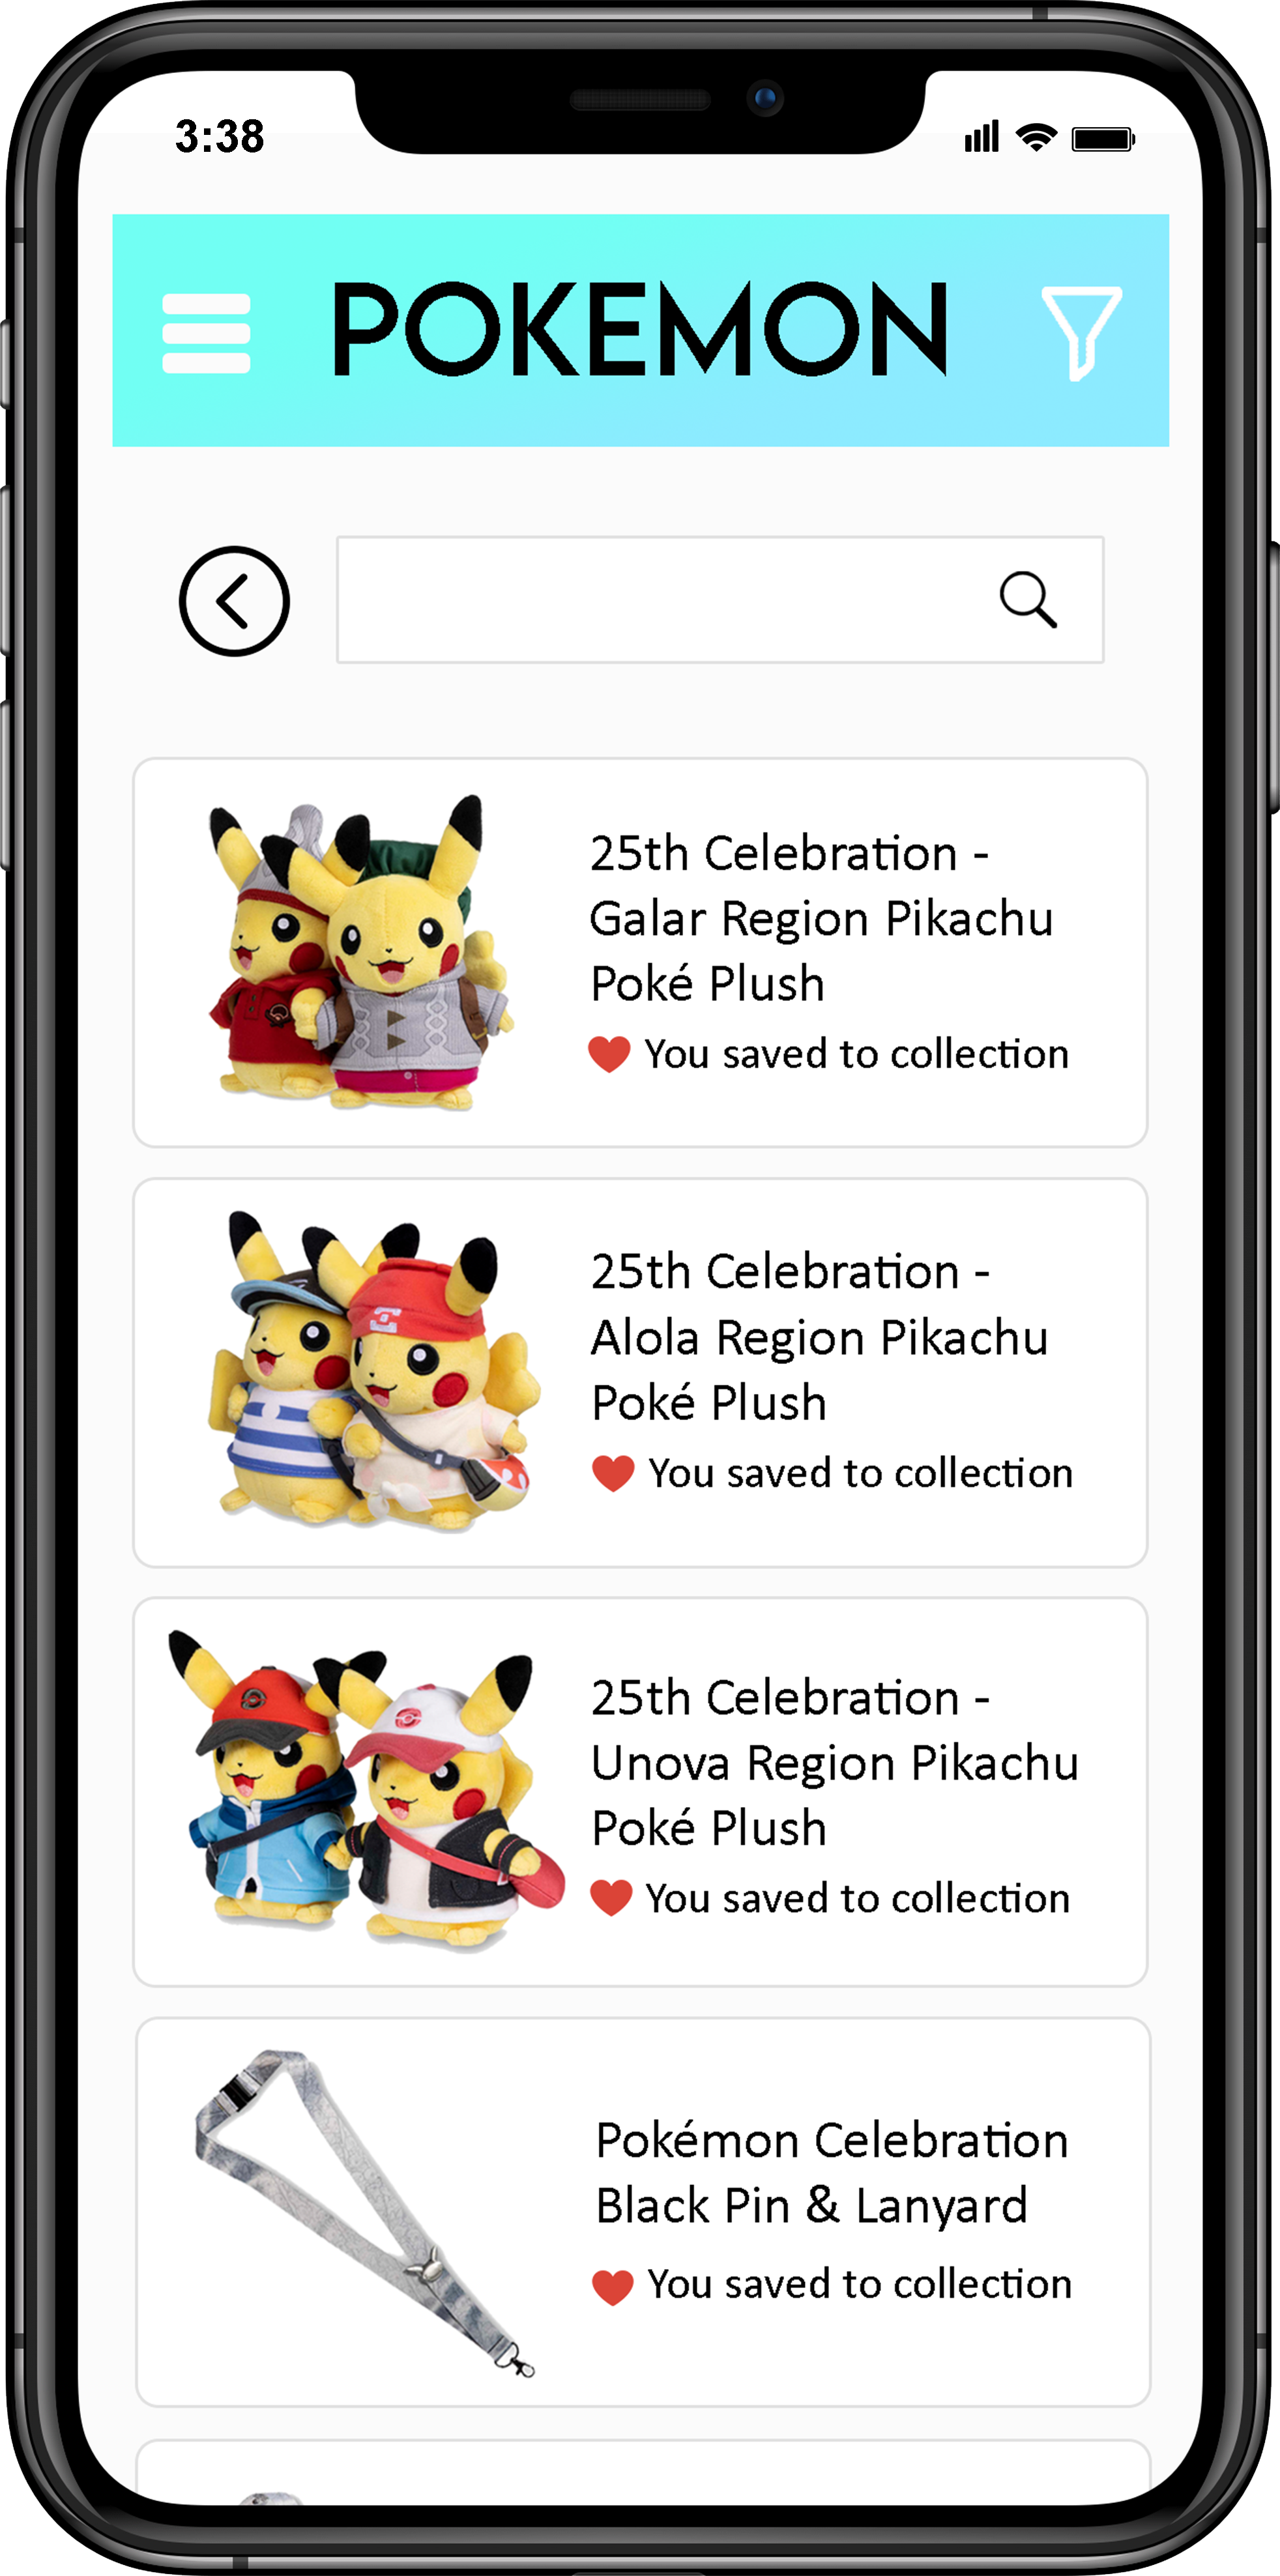 3:38
POKEMON
25th Celebration -
Galar Region Pikachu
Poké Plush
You saved to collection
25th Celebration -
Alola Region Pikachu
Poké Plush
You saved to collection
25th Celebration -
Unova Region Pikachu
Poké Plush
You saved to collection
Pokémon Celebration
Black Pin & Lanyard
You saved to collection